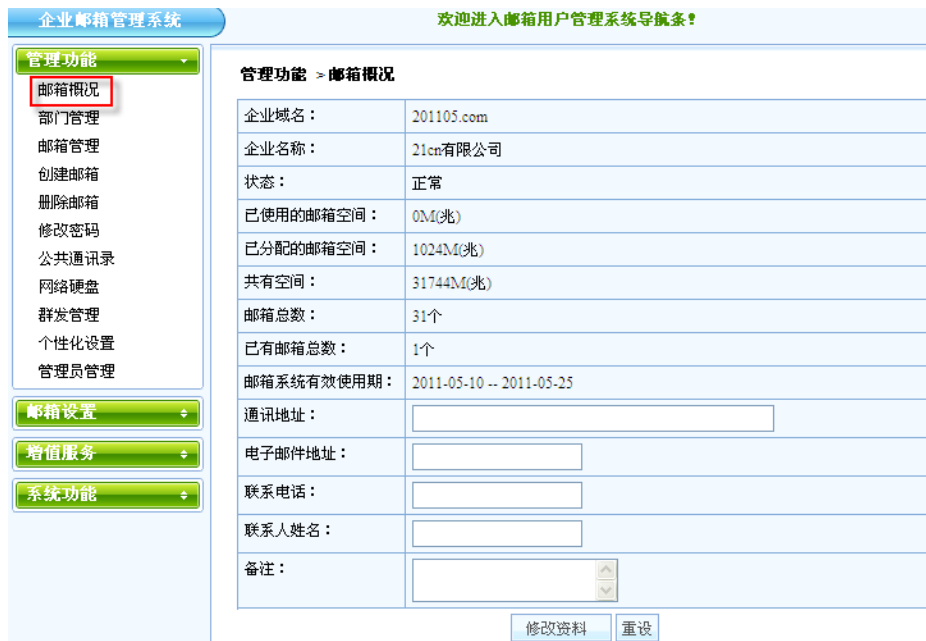 企业邮箱管理系统
欢迎进入邮箱用户管理系统导航条！
管理功能
邮箱概况
部门管理
邮箱管理
创建邮箱
删除邮箱
修改密码
公共通讯录
网络硬盘
群发管理
个性化设置
管理员管理
邮箱设置
增值服务
系统功能
管理功能 >邮箱概况
企业域名： 201105.com
企业名称： 21cn有限公司
状态： 正常
已使用的邮箱空间： 0M(兆)
已分配的邮箱空间： 1024M(兆)
共有空间： 31744M(兆)
邮箱总数： 31个
已有邮箱总数： 1个
邮箱系统有效使用期： 2011-05-10 -- 2011-05-25
通讯地址：
电子邮件地址：
联系电话：
联系人姓名：
备注：
修改资料 重设